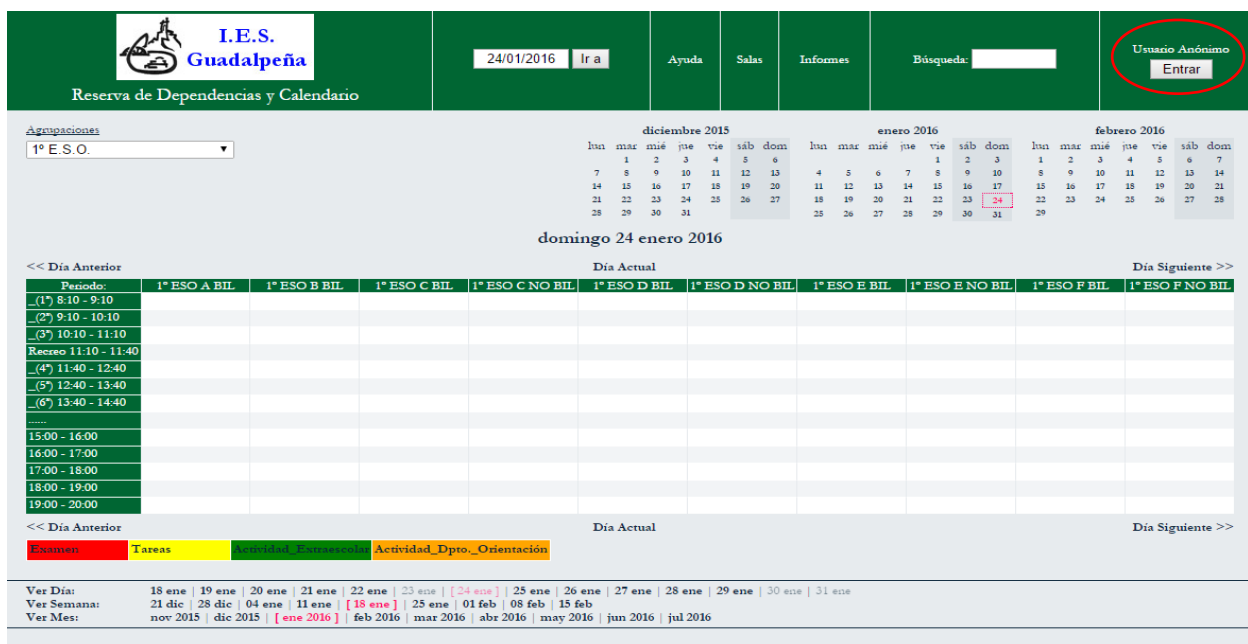 I.E.S.
Guadalpeña
Reserva de Dependencias y Calendario
24/01/2016 Ir a Ayuda Salas Informes Búsqueda:
Usuario Anónimo
Entrar
Agrupaciones
1º E.S.O.
diciembre 2015 enero 2016 febrero 2016
lun mar mié jue vie sáb dom lun mar mié jue vie sáb dom lun mar mié jue vie sáb dom
1 2 3 4 5 6 1 2 3 1 2 3 4 5 6 7
7 8 9 10 11 12 13 4 5 6 7 8 9 10 8 9 10 11 12 13 14
14 15 16 17 18 19 20 11 12 13 14 15 16 17 15 16 17 18 19 20 21
21 22 23 24 25 26 27 18 19 20 21 22 23 24 22 23 24 25 26 27 28
28 29 30 31 25 26 27 28 29 30 31 29
domingo 24 enero 2016
<< Día Anterior Día Actual Día Siguiente >>
Periodo: 1º ESO A BIL 1º ESO B BIL 1º ESO C BIL 1º ESO C NO BIL 1º ESO D BIL 1º ESO D NO BIL 1º ESO E BIL 1º ESO E NO BIL 1º ESO F BIL 1º ESO F NO BIL
_(1ª) 8:10 - 9:10
_(2ª) 9:10 - 10:10
_(3ª) 10:10 - 11:10
Recreo 11:10 - 11:40
_(4ª) 11:40 - 12:40
_(5ª) 12:40 - 13:40
_(6ª) 13:40 - 14:40
......
15:00 - 16:00
16:00 - 17:00
17:00 - 18:00
18:00 - 19:00
19:00 - 20:00
<< Día Anterior Día Actual Día Siguiente >>
Examen Tareas Actividad_Extraescolar Actividad_Dpto._Orientación
Ver Día: 18 ene | 19 ene | 20 ene | 21 ene | 22 ene | 23 ene | [ 24 ene ] | 25 ene | 26 ene | 27 ene | 28 ene | 29 ene | 30 ene | 31 ene
Ver Semana: 21 dic | 28 dic | 04 ene | 11 ene | [ 18 ene ] | 25 ene | 01 feb | 08 feb | 15 feb
Ver Mes: nov 2015 | dic 2015 | [ ene 2016 ] | feb 2016 | mar 2016 | abr 2016 | may 2016 | jun 2016 | jul 2016